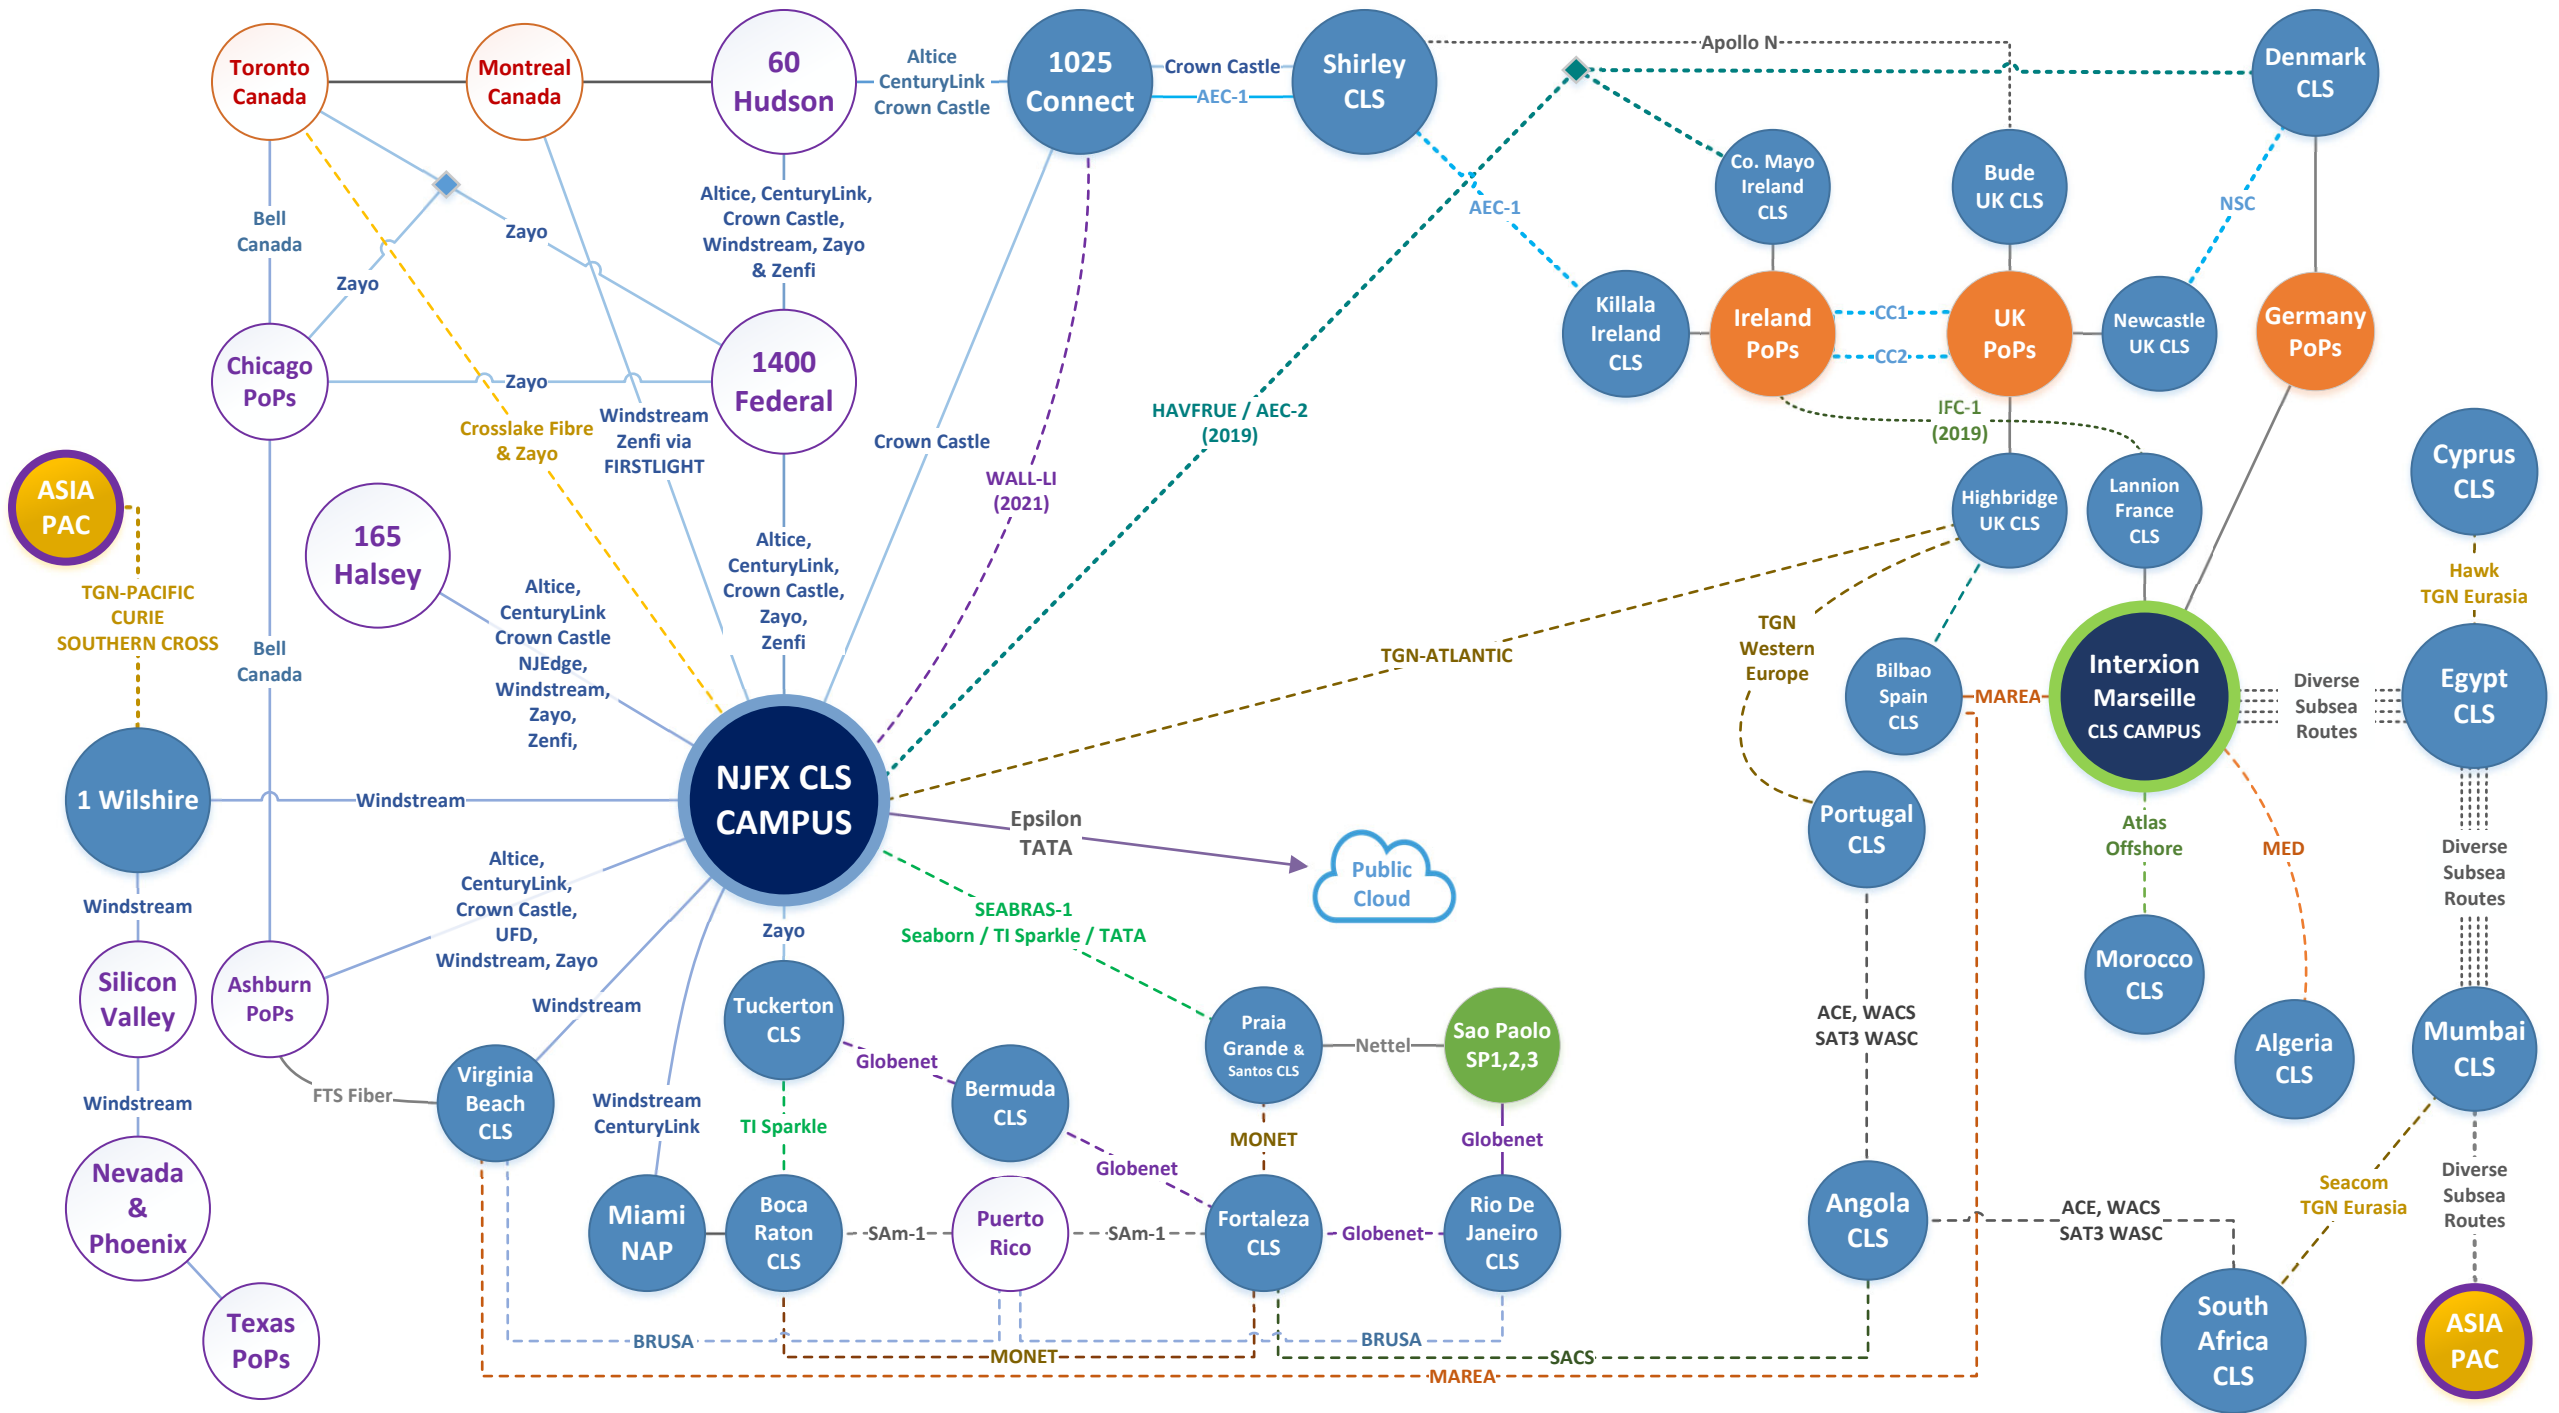 Toronto
Canada
Montreal
Canada
60
Hudson
Altice
CenturyLink
Crown Castle
1025
Connect
Crown Castle
AEC-1
Shirley
CLS
Apollo N
Denmark
CLS
Bell
Canada
Zayo
Zayo
Altice, CenturyLink,
Crown Castle,
Windstream, Zayo
& Zenfi
AEC-1
Co. Mayo
Ireland
CLS
Bude
UK CLS
NSC
Chicago
PoPs
Zayo
1400
Federal
Killala
Ireland
CLS
Ireland
PoPs
CC1
CC2
UK
PoPs
Newcastle
UK CLS
Germany
PoPs
Crosslake Fibre
& Zayo
Windstream
Zenfi via
FIRSTLIGHT
Crown Castle
HAVFRUE / AEC-2
(2019)
IFC-1
(2019)
WALL-LI
(2021)
ASIA
PAC
165
Halsey
Highbridge
UK CLS
Lannion
France
CLS
Cyprus
CLS
TGN-PACIFIC
CURIE
SOUTHERN CROSS
Bell
Canada
Altice,
CenturyLink
Crown Castle
NJEdge,
Windstream,
Zayo,
Zenfi,
Altice,
CenturyLink,
Crown Castle,
Zayo,
Zenfi
TGN-ATLANTIC
TGN
Western
Europe
Hawk
TGN Eurasia
Bilbao
Spain
CLS
MAREA
Interxion
Marseille
CLS CAMPUS
Diverse
Subsea
Routes
Egypt
CLS
1 Wilshire
Windstream
NJFX CLS
CAMPUS
Epsilon
TATA
Public
Cloud
Portugal
CLS
Atlas
Offshore
MED
Diverse
Subsea
Routes
Windstream
Altice,
CenturyLink,
Crown Castle,
UFD,
Windstream, Zayo
Zayo
SEABRAS-1
Seaborn / TI Sparkle / TATA
Silicon
Valley
Ashburn
PoPs
Windstream
Tuckerton
CLS
Praia
Grande &
Santos CLS
Nettel
Sao Paolo
SP1,2,3
ACE, WACS
SAT3 WASC
Morocco
CLS
Algeria
CLS
Mumbai
CLS
Windstream
FTS Fiber
Virginia
Beach
CLS
Windstream
CenturyLink
TI Sparkle
Globenet
Bermuda
CLS
Globenet
MONET
Globenet
Nevada
&
Phoenix
Miami
NAP
Boca
Raton
CLS
SAm-1
Puerto
Rico
SAm-1
Fortaleza
CLS
Globenet
Rio De
Janeiro
CLS
Angola
CLS
ACE, WACS
SAT3 WASC
Seacom
TGN Eurasia
Diverse
Subsea
Routes
Texas
PoPs
BRUSA
MONET
BRUSA
SACS
MAREA
South
Africa
CLS
ASIA
PAC